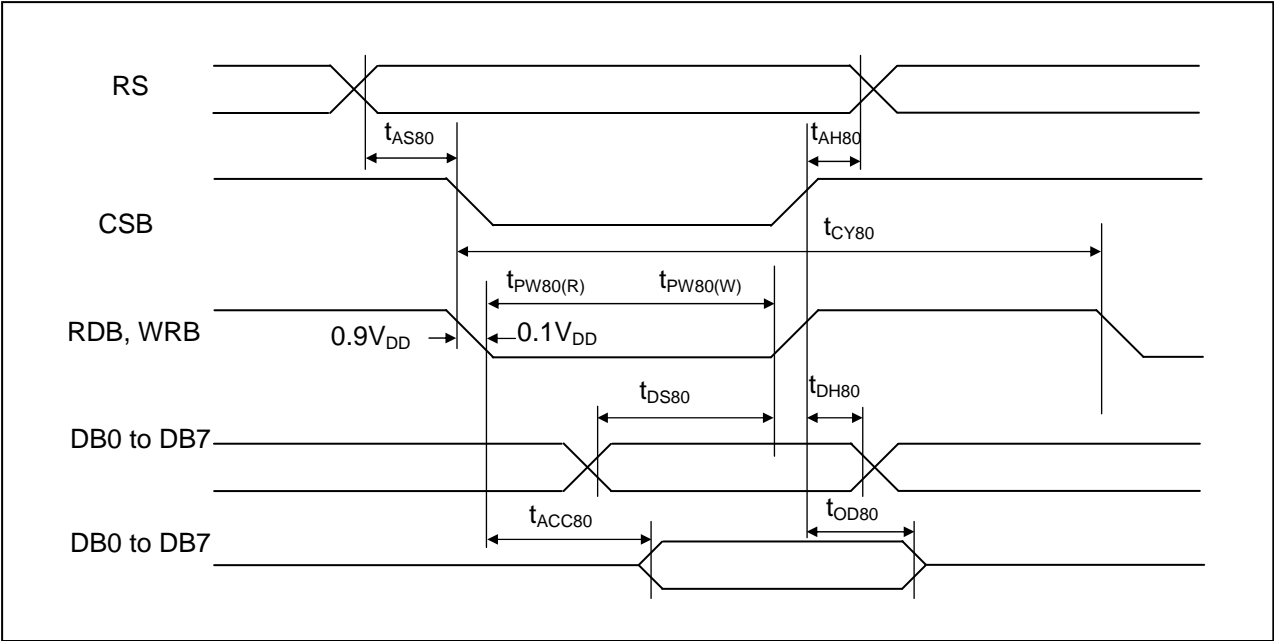 RS
tAS80
tAH80
CSB
tCY80
tPW80(R) tPW80(W)
RDB, WRB
0.9VDD
0.1VDD
tDS80
tDH80
DB0 to DB7
tACC80
tOD80
DB0 to DB7